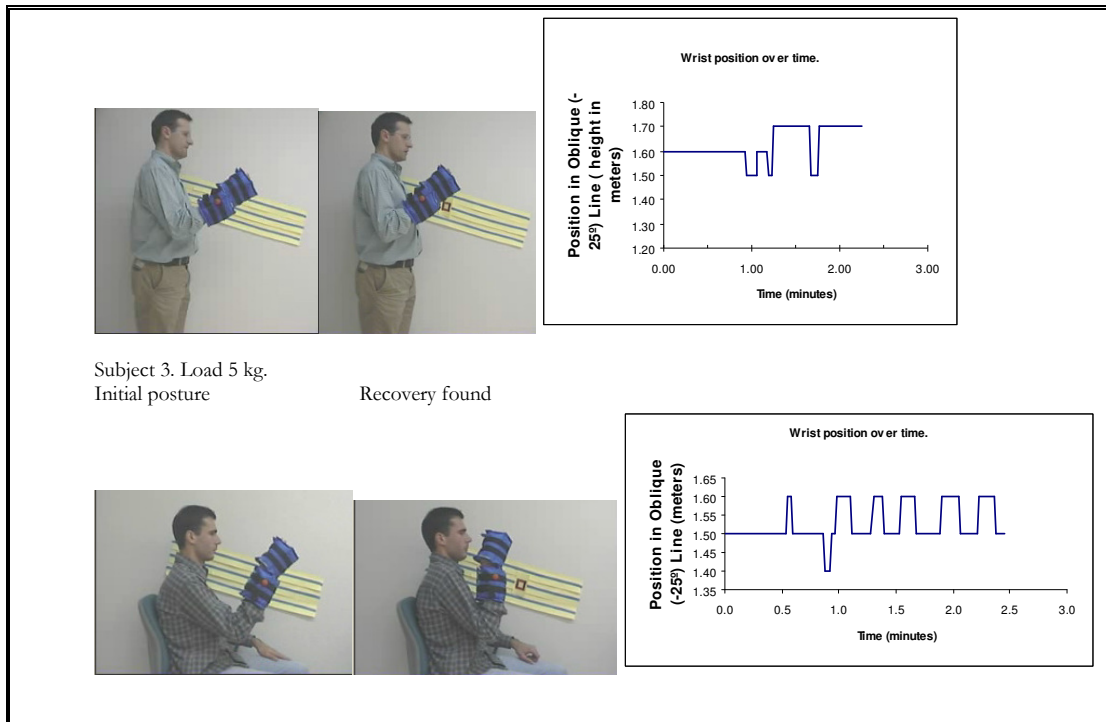 Wrist position over time.
Position in Oblique (-
25º) Line ( height in
meters)
1.80
1.70
1.60
1.50
1.40
1.30
1.20
0.00 1.00 2.00 3.00
Time (minutes)
Subject 3. Load 5 kg.
Initial posture Recovery found
Wrist position over time.
Position in Oblique
(-25º) Line (meters)
1.65
1.60
1.55
1.50
1.45
1.40
1.35
0.0 0.5 1.0 1.5 2.0 2.5 3.0
Time (minutes)